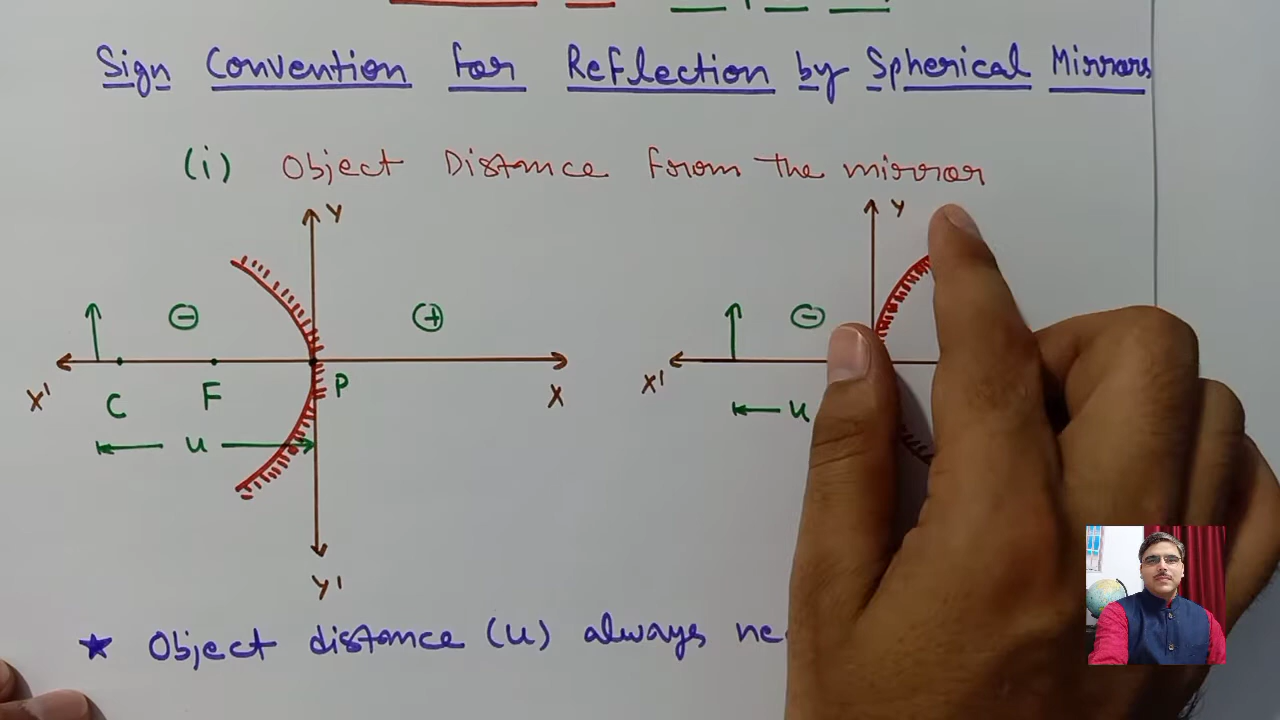 Sign Convention for Reflection by Spherical Mirrors
(i) Object Distance from the mirror
Y Y
⊖ ⊕ ⊖
X' C F P X X'
u u
Y'
★ Object distance (u) always